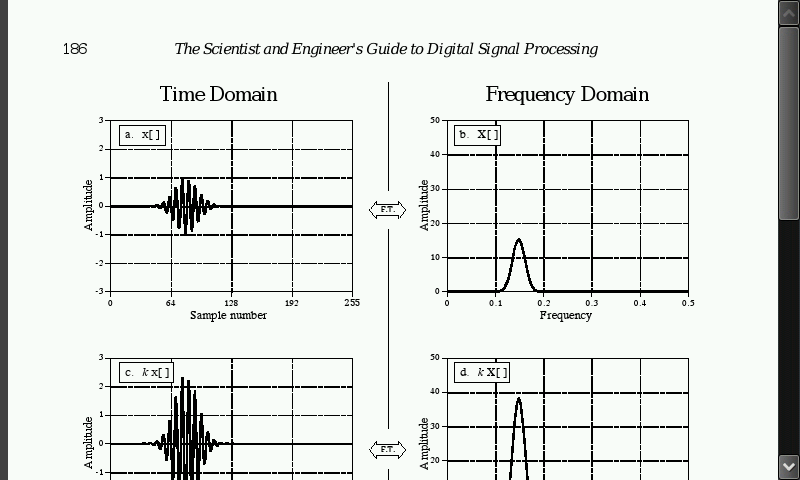 186 The Scientist and Engineer's Guide to Digital Signal Processing
Time Domain
Frequency Domain
a. x[ ]
3
2
1
0
-1
-2
-3
Amplitude
0 64 128 192 255
Sample number
F.T.
b. X[ ]
50
40
30
20
10
0
Amplitude
0 0.1 0.2 0.3 0.4 0.5
Frequency
c. k x[ ]
3
2
1
0
-1
Amplitude
F.T.
d. k X[ ]
50
40
30
20
Amplitude